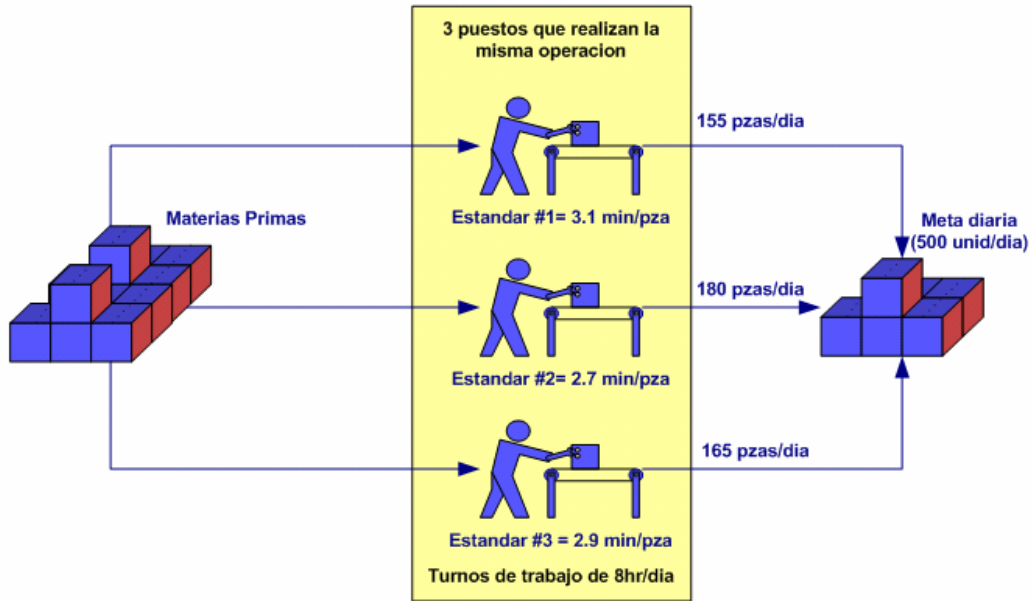 3 puestos que realizan la
misma operacion
155 pzas/dia
Estandar #1= 3.1 min/pza
Materias Primas
Meta diaria
(500 unid/dia)
180 pzas/dia
Estandar #2= 2.7 min/pza
165 pzas/dia
Estandar #3 = 2.9 min/pza
Turnos de trabajo de 8hr/dia